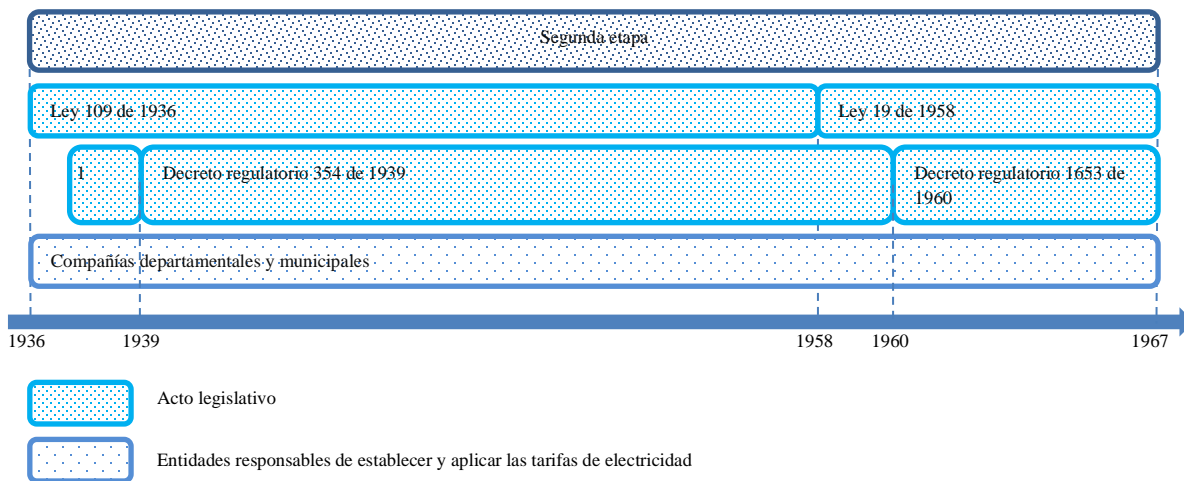 Segunda etapa
Ley 109 de 1936
Ley 19 de 1958
1
Decreto regulatorio 354 de 1939
Decreto regulatorio 1653 de
1960
Compañías departamentales y municipales
1936
1939
1958
1960
1967
Acto legislativo
Entidades responsables de establecer y aplicar las tarifas de electricidad